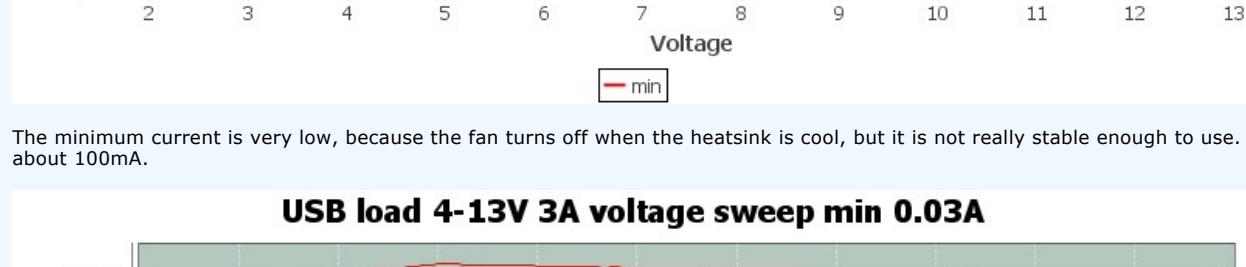 2 3 4 5 6 7 8 9 10 11 12 13
Voltage
min
The minimum current is very low, because the fan turns off when the heatsink is cool, but it is not really stable enough to use.
about 100mA.
USB load 4-13V 3A voltage sweep min 0.03A